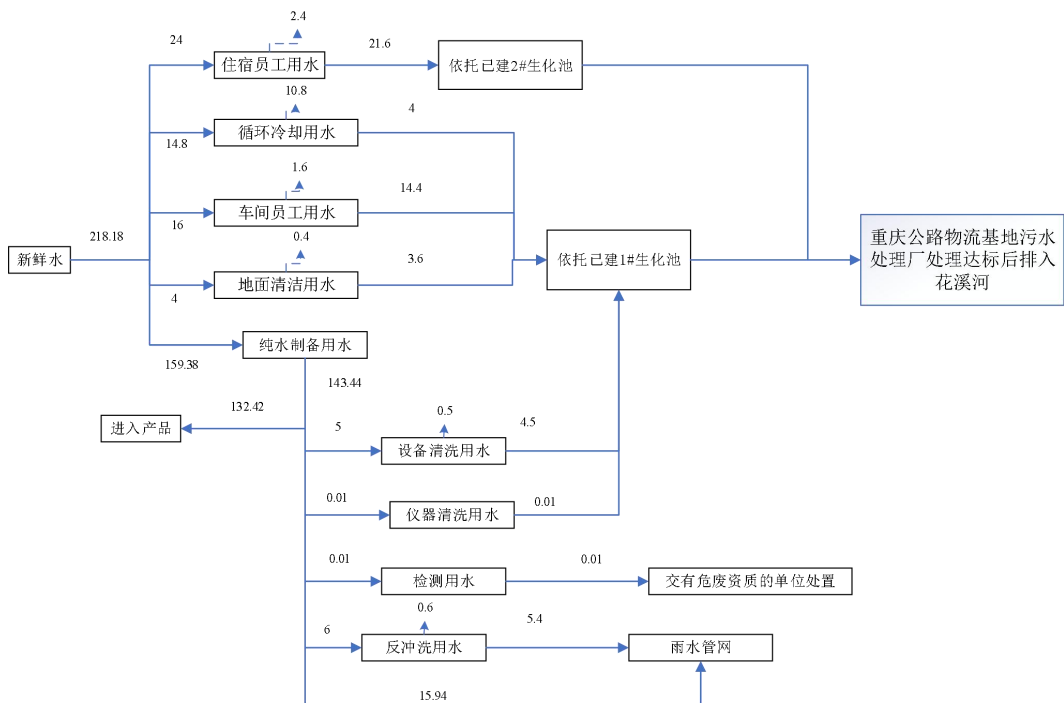 2.4
24
21.6
住宿员工用水
依托已建2#生化池
10.8
4
循环冷却用水
14.8
1.6
14.4
车间员工用水
16
218.18
0.4
3.6
新鲜水
依托已建1#生化池
重庆公路物流基地污水
处理厂处理达标后排入
花溪河
地面清洁用水
4
纯水制备用水
159.38
143.44
132.42
进入产品
0.5
5
4.5
设备清洗用水
0.01
0.01
仪器清洗用水
0.01
0.01
检测用水
交有危废资质的单位处置
0.6
5.4
6
反冲洗用水
雨水管网
15.94